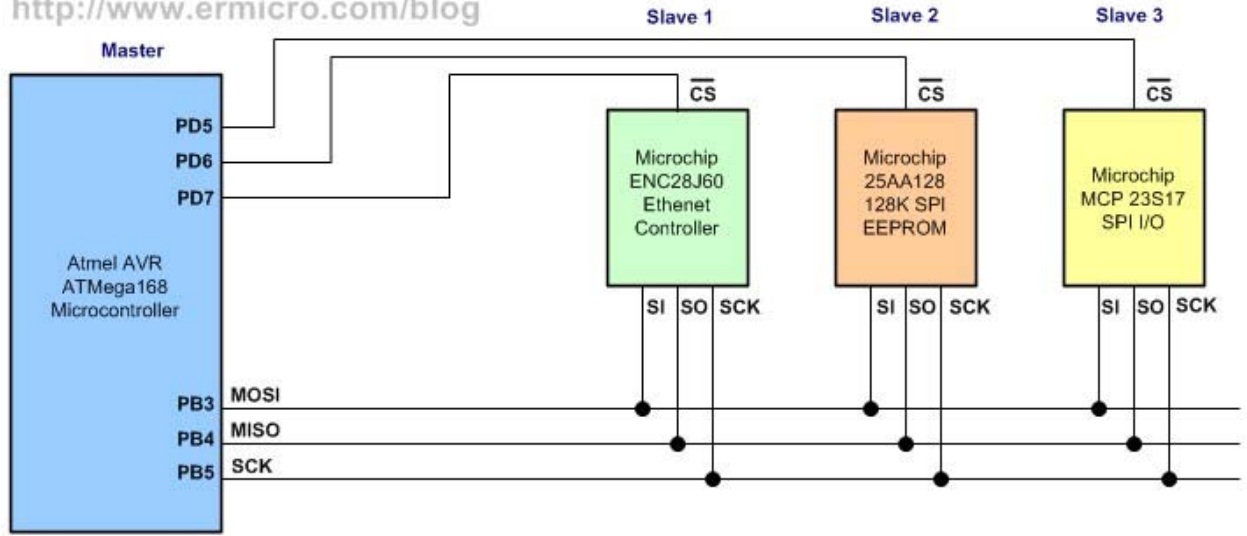 http://www.ermicro.com/blog
Slave 1
Slave 2
Slave 3
Master
PD5
PD6
PD7
Atmel AVR
ATMega168
Microcontroller
PB3
PB4
PB5
MOSI
MISO
SCK
CS
Microchip
ENC28J60
Ethenet
Controller
SI
SO
SCK
CS
Microchip
25AA128
128K SPI
EEPROM
SI
SO
SCK
CS
Microchip
MCP 23S17
SPI I/O
SI
SO
SCK